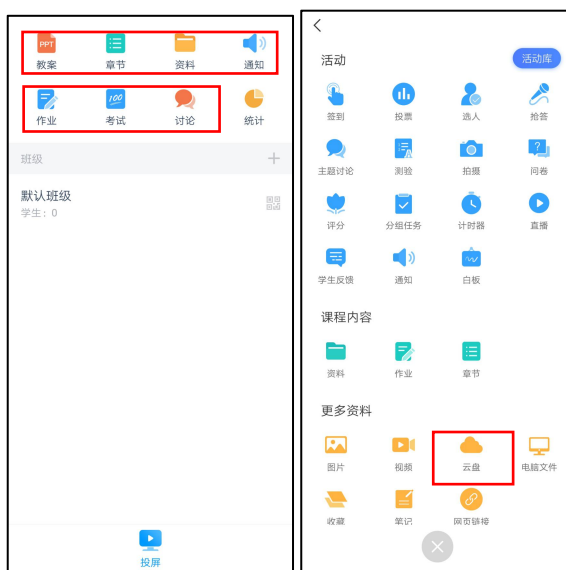 PPT
教案 章节 资料 通知
100
作业 考试 讨论 统计
班级
默认班级
学生: 0
投屏
活动 活动库
签到 投票 选人 抢答
主题讨论 测验 拍摄 问卷
评分 分组任务 计时器 直播
学生反馈 通知 白板
课程内容
资料 作业 章节
更多资料
图片 视频 云盘 电脑文件
收藏 笔记 网页链接